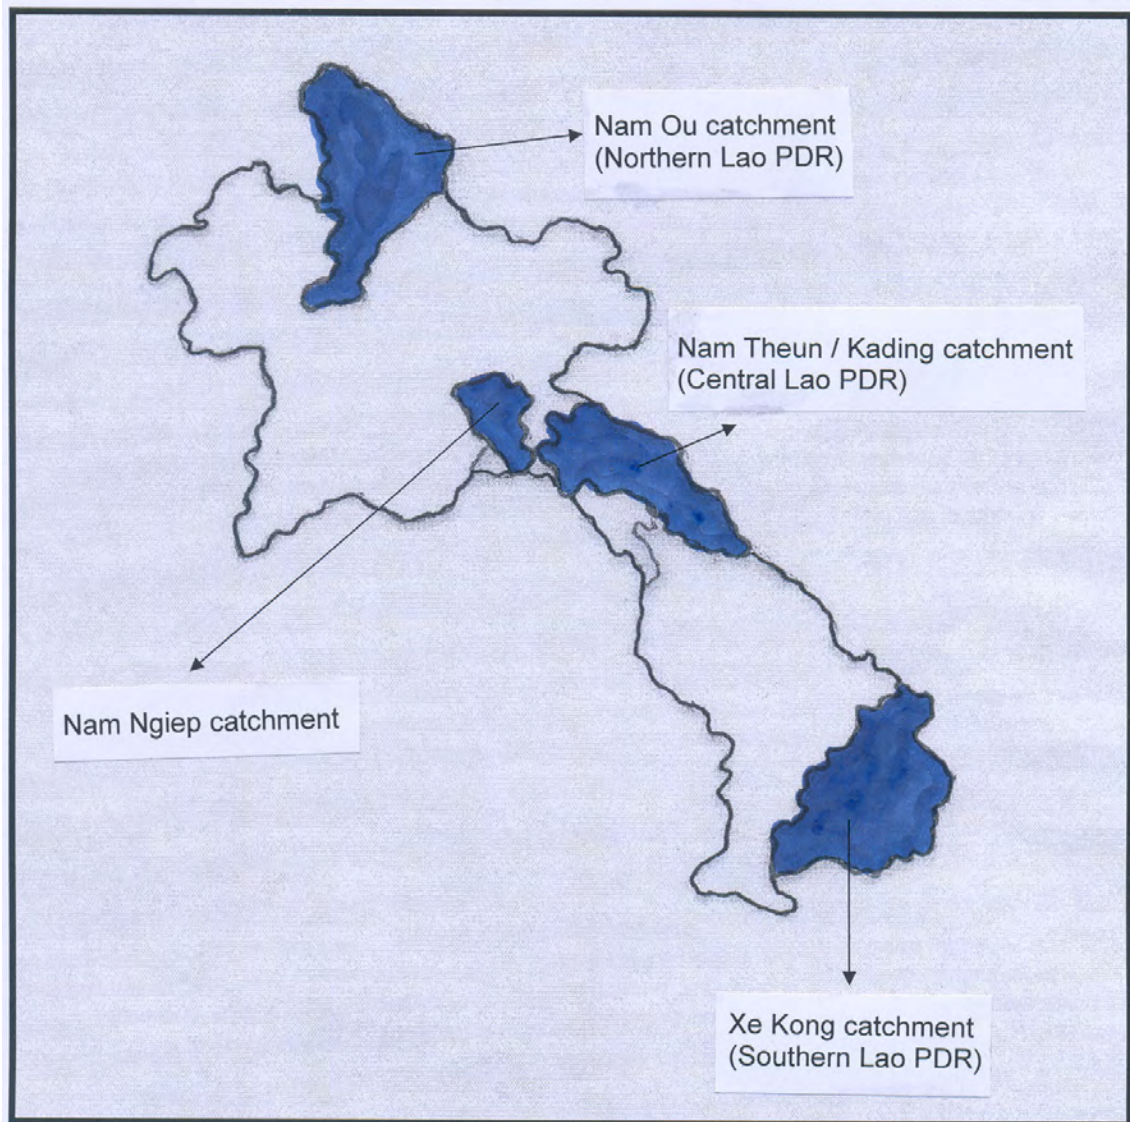 Nam Ou catchment
(Northern Lao PDR)
Nam Theun / Kading catchment
(Central Lao PDR)
Nam Ngiep catchment
Xe Kong catchment
(Southern Lao PDR)